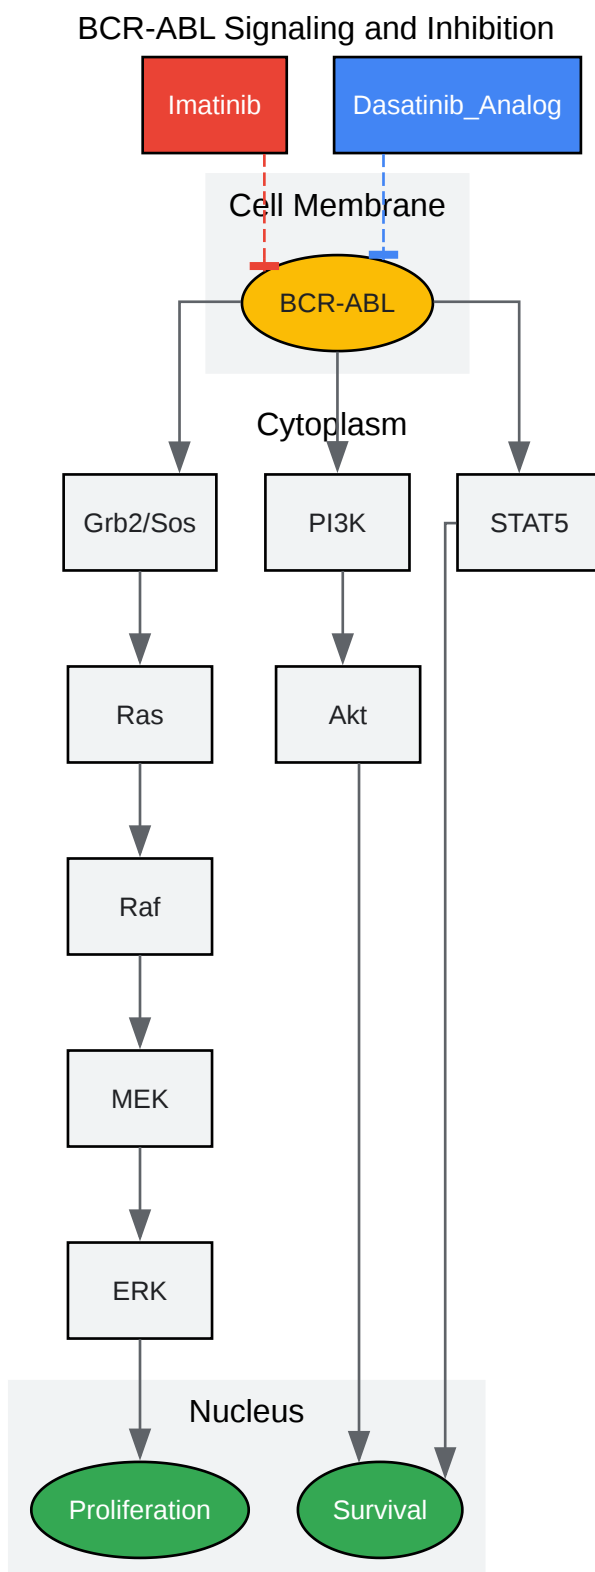 BCR-ABL Signaling and Inhibition
Imatinib
Dasatinib_Analog
Cell Membrane
BCR-ABL
Cytoplasm
Grb2/Sos
PI3K
STAT5
Ras
Akt
Raf
MEK
ERK
Nucleus
Proliferation
Survival